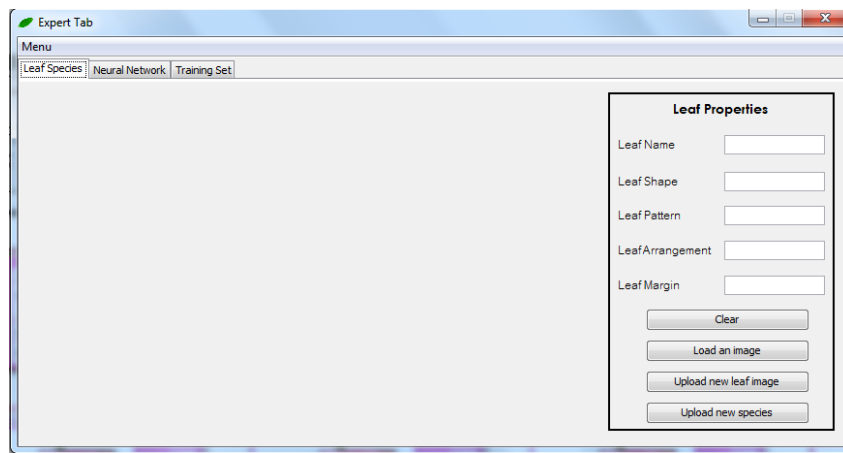 Expert Tab
Menu
Leaf Species Neural Network Training Set
Leaf Properties
Leaf Name
Leaf Shape
Leaf Pattern
Leaf Arrangement
Leaf Margin
Clear
Load an image
Upload new leaf image
Upload new species